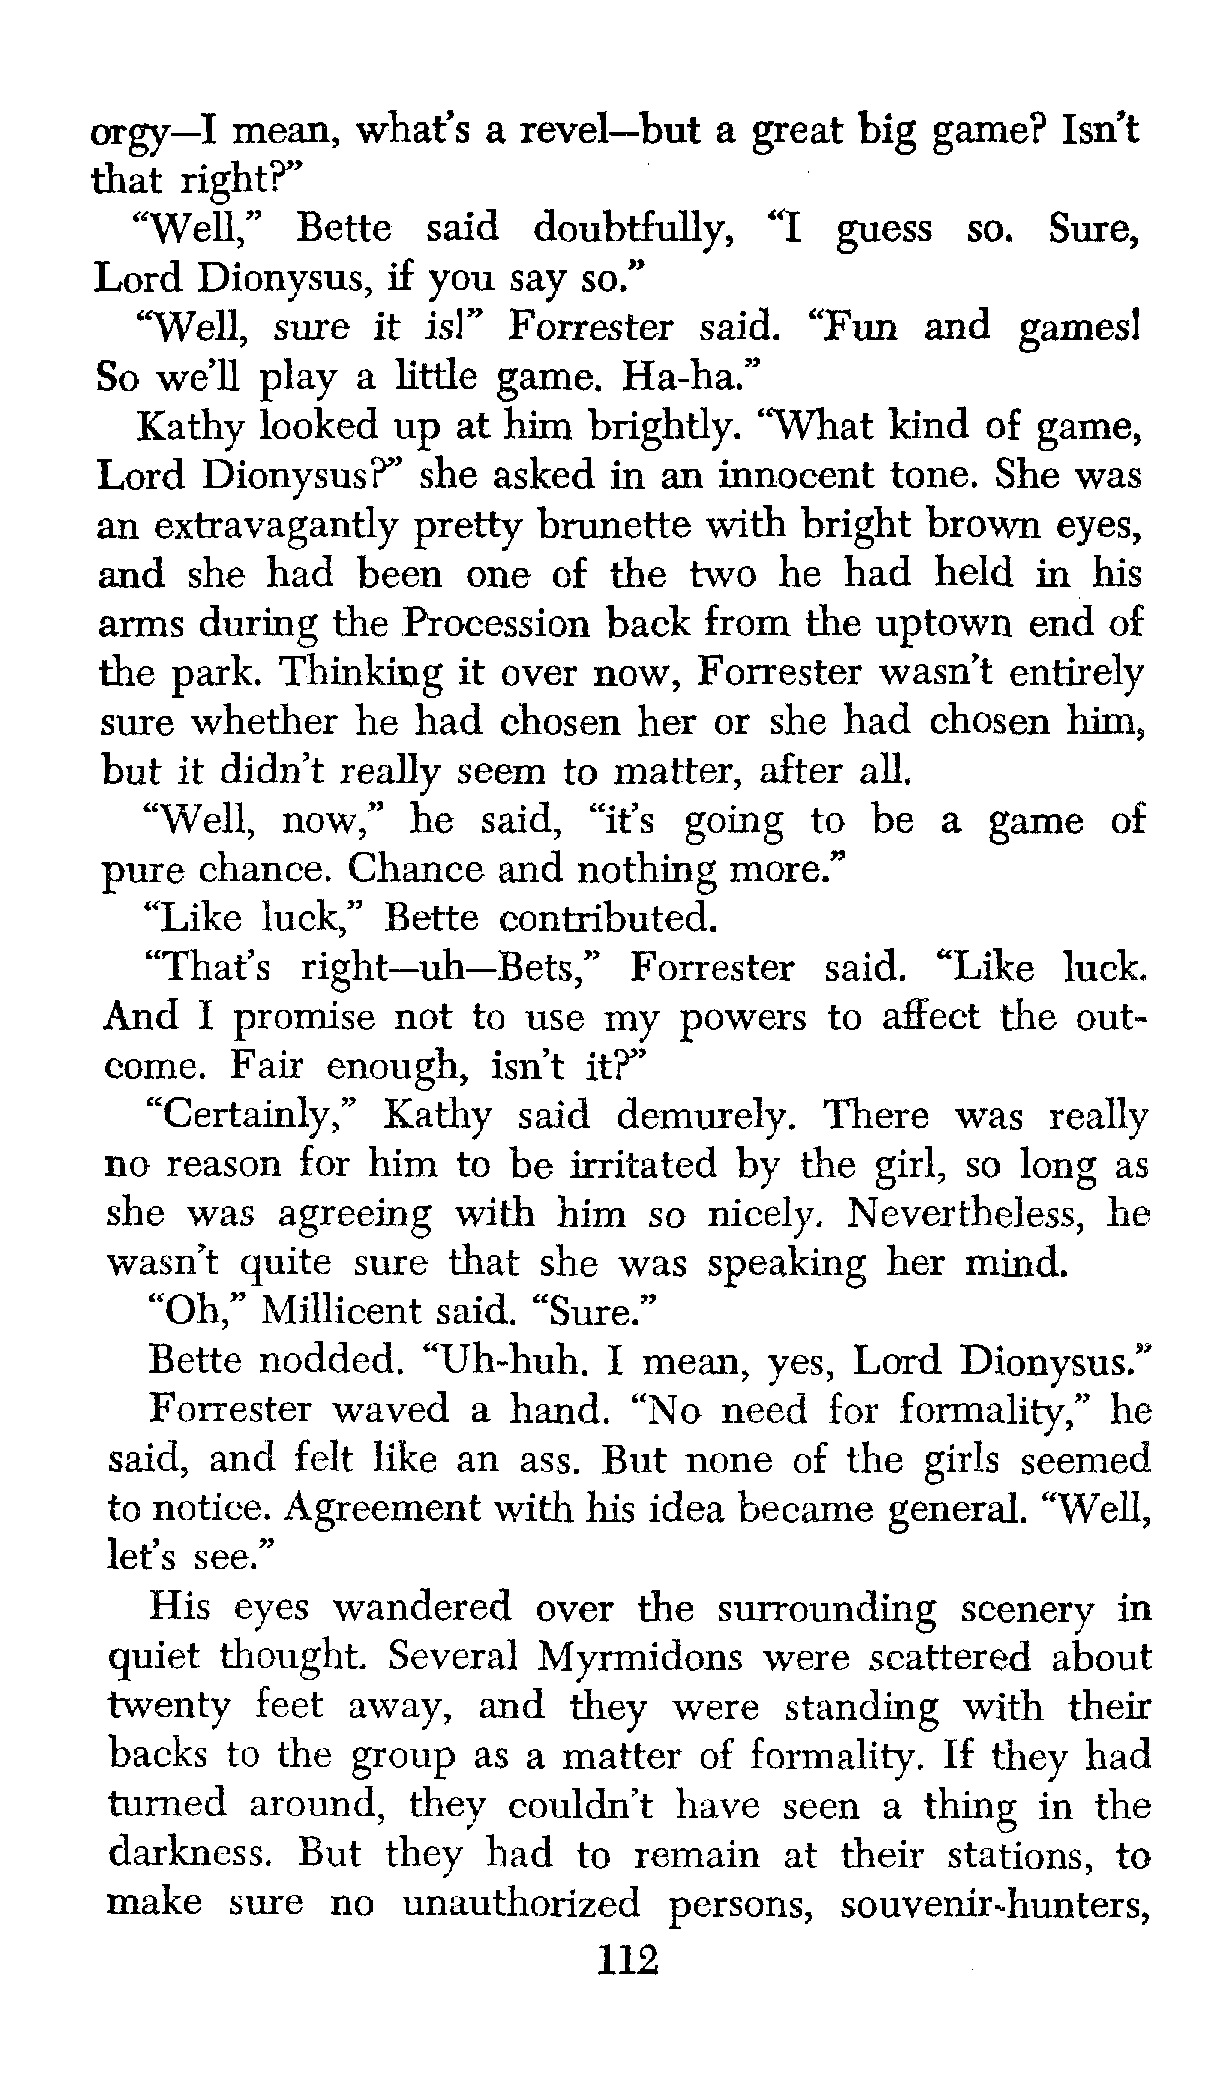 orgy—I mean, what's a revel—but a great big game? Isn't
that right?”
“Well,” Bette said doubtfully, “I guess so. Sure,
Lord Dionysus, if you say so.”
“Well, sure it is!” Forrester said. “Fun and games!
So we'll play a little game. Ha-ha.”
Kathy looked up at him brightly. “What kind of game,
Lord Dionysus?” she asked in an innocent tone. She was
an extravagantly pretty brunette with bright brown eyes,
and she had been one of the two he had held in his
arms during the Procession back from the uptown end of
the park. Thinking it over now, Forrester wasn't entirely
sure whether he had chosen her or she had chosen him,
but it didn't really seem to matter, after all.
“Well, now,” he said, “it's going to be a game of
pure chance. Chance and nothing more.”
“Like luck,” Bette contributed.
“That's right—uh—Bets,” Forrester said. “Like luck.
And I promise not to use my powers to affect the out-
come. Fair enough, isn't it?”
“Certainly,” Kathy said demurely. There was really
no reason for him to be irritated by the girl, so long as
she was agreeing with him so nicely. Nevertheless, he
wasn't quite sure that she was speaking her mind.
“Oh,” Millicent said. “Sure.”
Bette nodded. “Uh-huh. I mean, yes, Lord Dionysus.”
Forrester waved a hand. “No need for formality,” he
said, and felt like an ass. But none of the girls seemed
to notice. Agreement with his idea became general. “Well,
let's see.”
His eyes wandered over the surrounding scenery in
quiet thought. Several Myrmidons were scattered about
twenty feet away, and they were standing with their
backs to the group as a matter of formality. If they had
turned around, they couldn't have seen a thing in the
darkness. But they had to remain at their stations, to
make sure no unauthorized persons, souvenir-hunters,
112